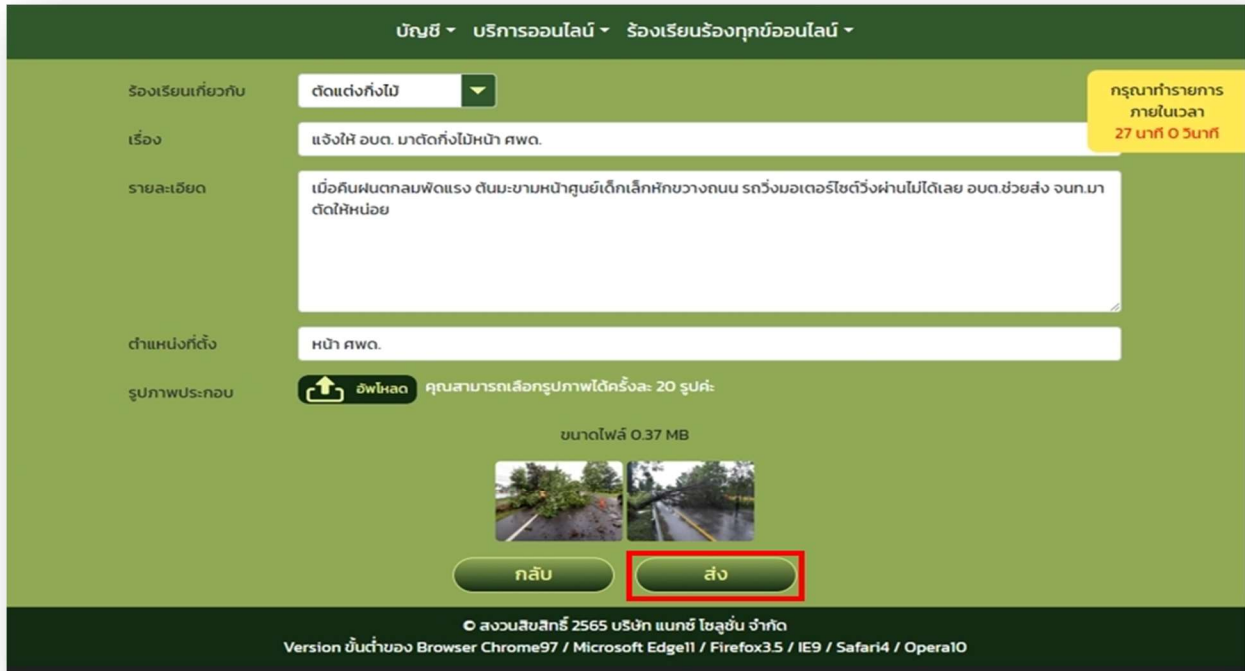 บัญชี บริการออนไลน์ ร้องเรียนร้องทุกข์ออนไลน์
ร้องเรียนเกี่ยวกับ ตัดแต่งกิ่งไม้
กรุณาทำรายการ
ภายในเวลา
27 นาที 0 วินาที
เรื่อง แจ้งให้ อบต. มาตัดกิ่งไม้หน้า ศพด.
รายละเอียด เมื่อคืนฝนตกลมพัดแรง ต้นมะขามหน้าศูนย์เด็กเล็กหักขวางถนน รถวิ่งมอเตอร์ไซต์วิ่งผ่านไม่ได้เลย อบต.ช่วยส่ง จนท.มา
ตัดให้หน่อย
ตำแหน่งที่ตั้ง หน้า ศพด.
รูปภาพประกอบ อัพโหลด คุณสามารถเลือกรูปภาพได้ครั้งละ 20 รูปค่ะ
ขนาดไฟล์ 0.37 MB
กลับ ส่ง
© สงวนสิขสิทธิ์ 2565 บริษัท แนกซ์ โซลูชั่น จำกัด
Version ขั้นต่ำของ Browser Chrome97 / Microsoft Edge11 / Firefox3.5 / IE9 / Safari4 / Opera10